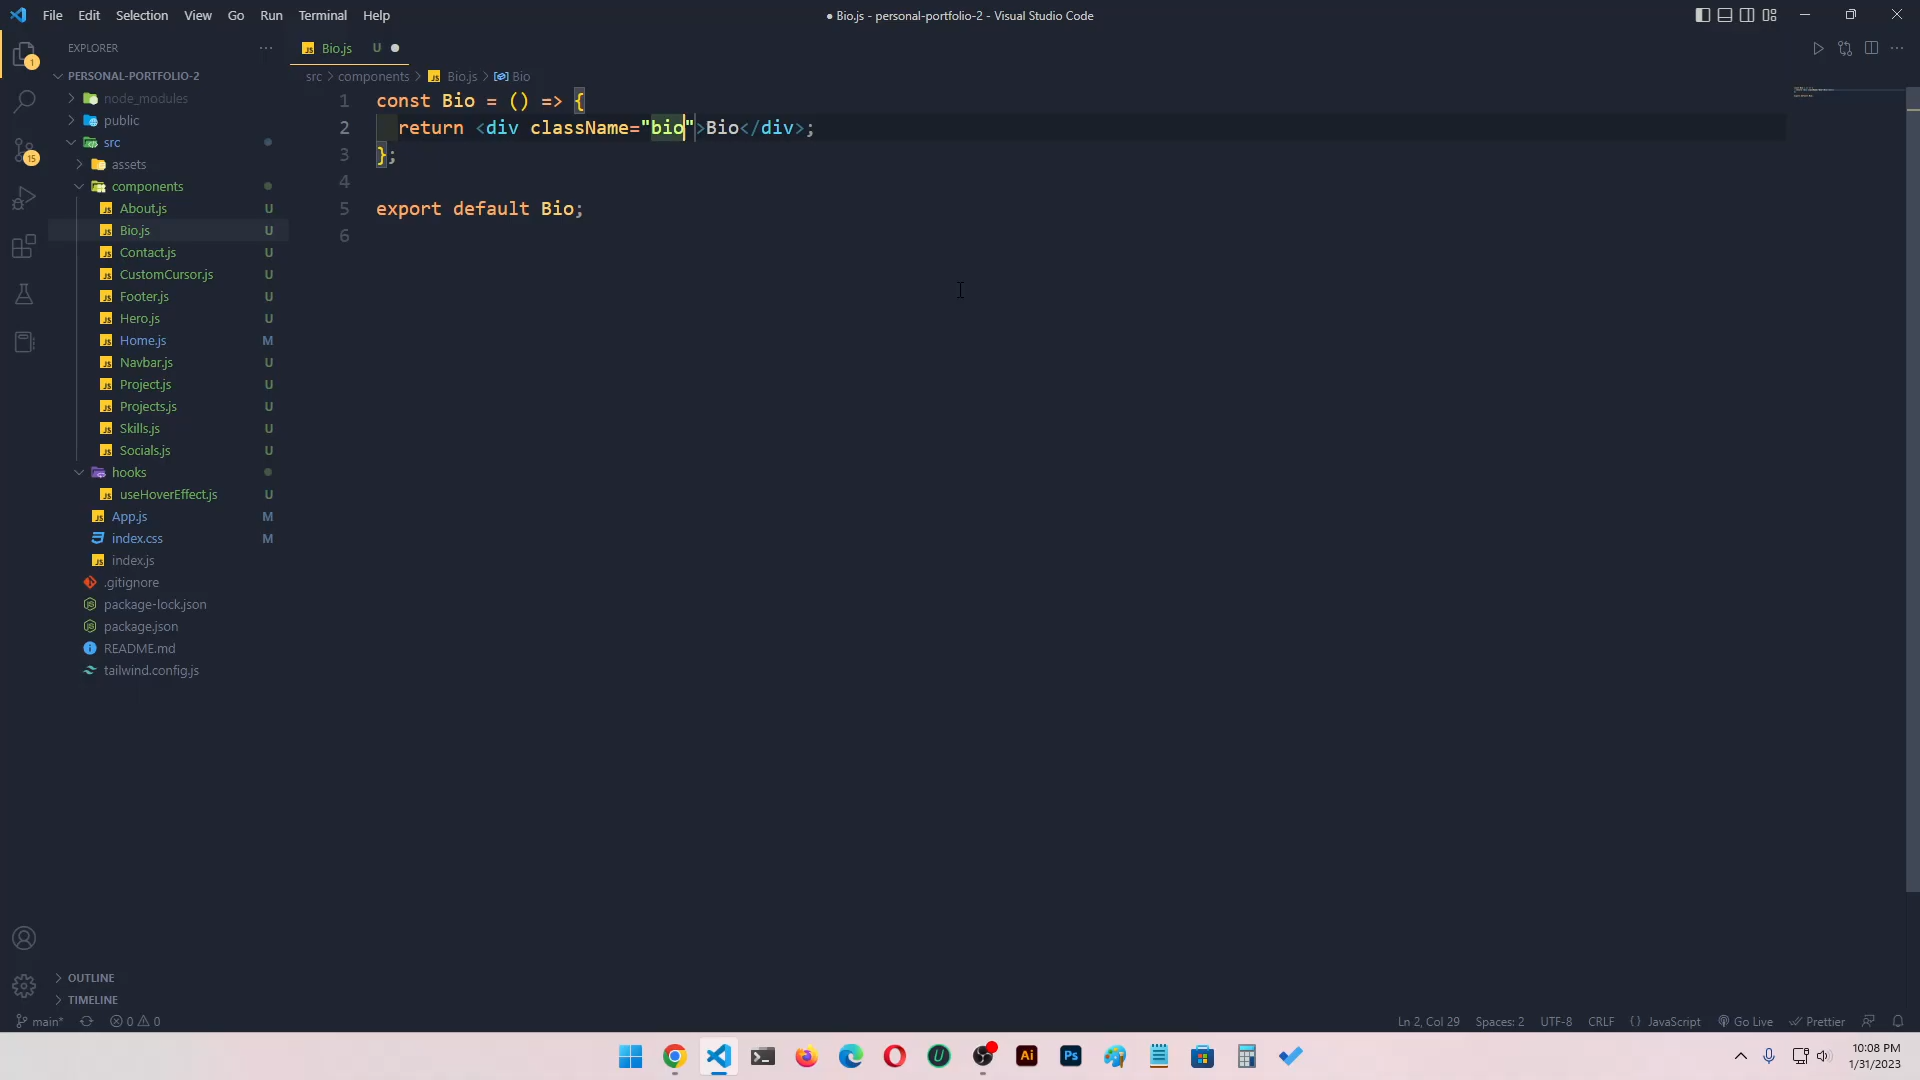 File Edit Selection View Go Run Terminal Help
● Bio.js - personal-portfolio-2 - Visual Studio Code
EXPLORER
Bio.js U
PERSONAL-PORTFOLIO-2
src > components > JS Bio.js > Bio
node_modules
public
src
assets
components
About.js U
Bio.js U
Contact.js U
CustomCursor.js U
Footer.js U
Hero.js U
Home.js M
Navbar.js U
Project.js U
Projects.js U
Skills.js U
Socials.js U
hooks
useHoverEffect.js U
App.js M
index.css M
index.js
.gitignore
package-lock.json
package.json
README.md
tailwind.config.js
OUTLINE
TIMELINE
1
15
1 const Bio = () => {
2 return <div className="bio">Bio</div>;
3 };
4
5 export default Bio;
6
main* 0 0
Ln 2, Col 29 Spaces: 2 UTF-8 CRLF {} JavaScript Go Live Prettier
Ai Ps
10:08 PM
1/31/2023